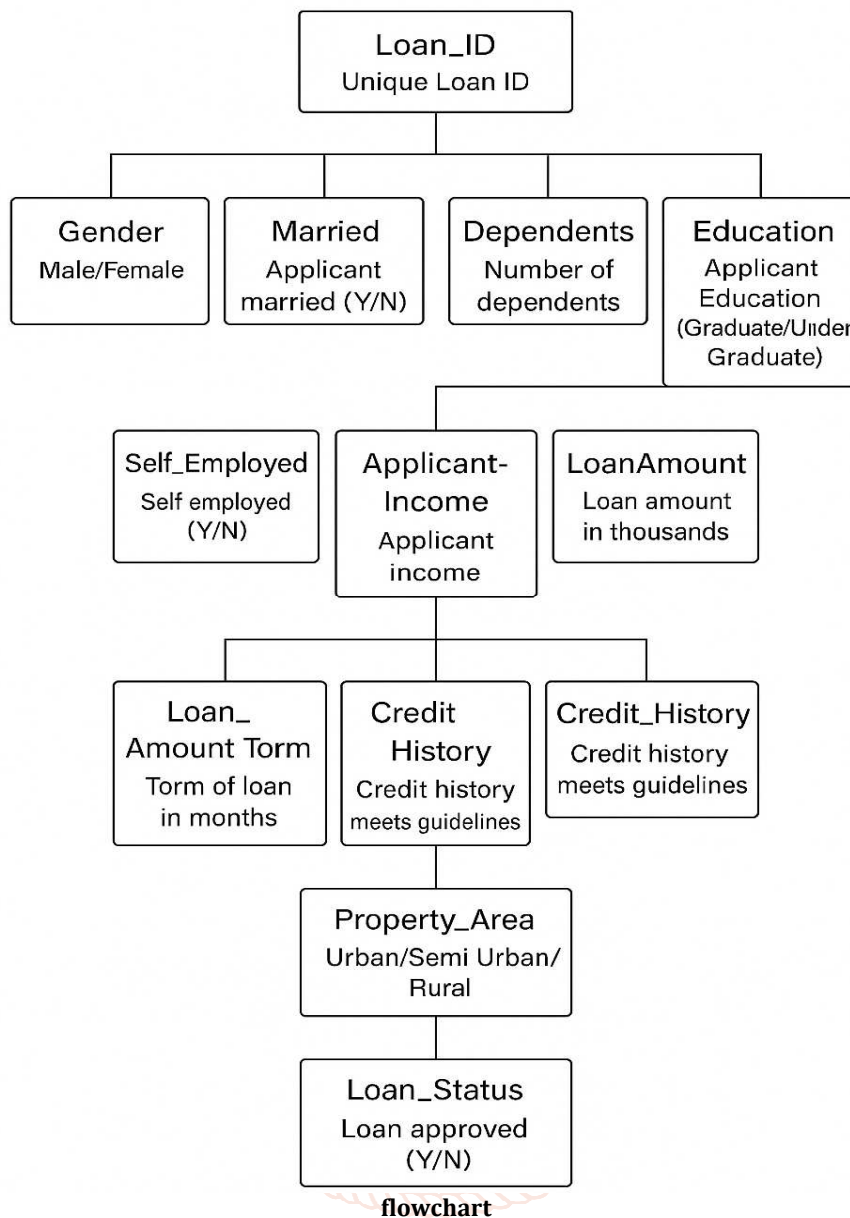 Loan_ID
Unique Loan ID
Gender
Male/Female
Married
Applicant
married (Y/N)
Dependents
Number of
dependents
Education
Applicant
Education
(Graduate/Under
Graduate)
Self_Employed
Self employed
(Y/N)
Applicant-
Income
Applicant
income
LoanAmount
Loan amount
in thousands
Loan_
Amount Torm
Torm of loan
in months
Credit
History
Credit history
meets guidelines
Credit_History
Credit history
meets guidelines
Property_Area
Urban/Semi Urban/
Rural
Loan_Status
Loan approved
(Y/N)
flowchart